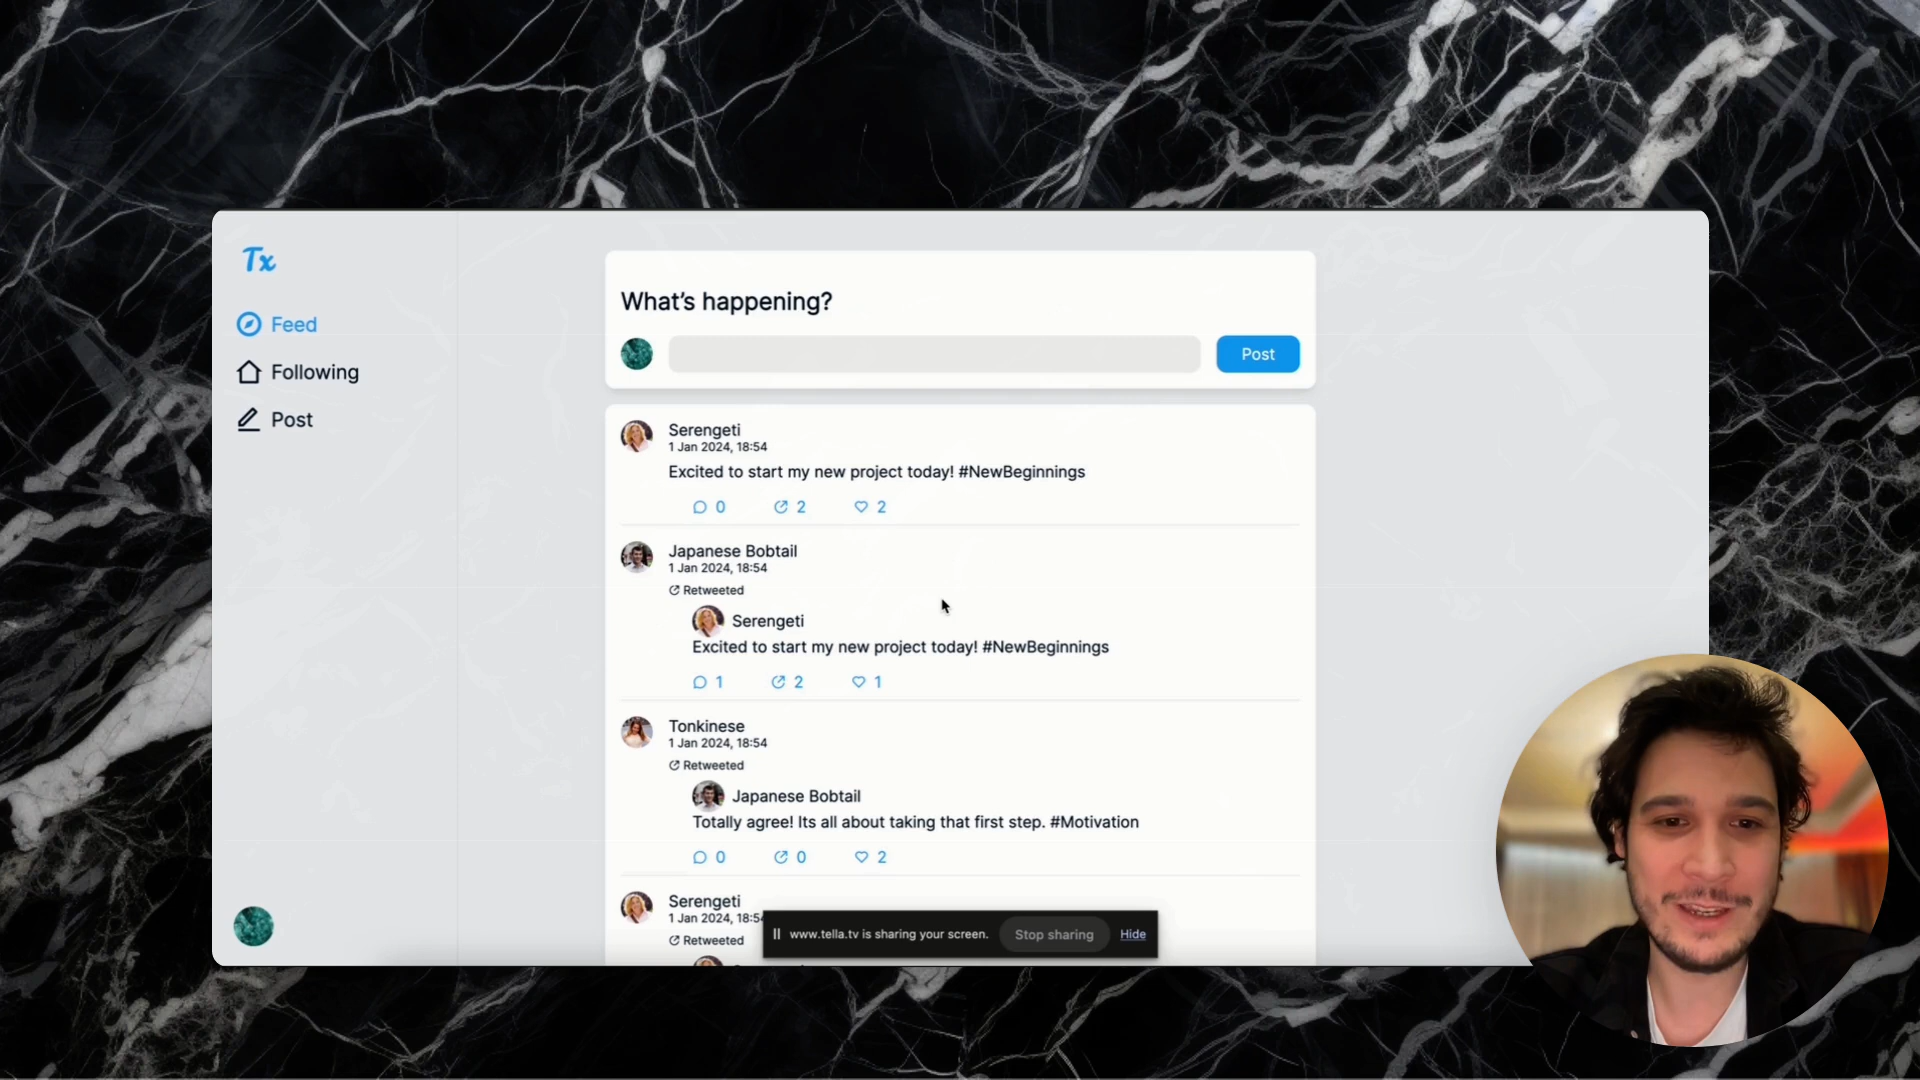 Tx
Feed
Following
Post
What's happening?
Post
Serengeti
1 Jan 2024, 18:54
Excited to start my new project today! #NewBeginnings
0 2 2
Japanese Bobtail
1 Jan 2024, 18:54
Retweeted
Serengeti
Excited to start my new project today! #NewBeginnings
1 2 1
Tonkinese
1 Jan 2024, 18:54
Retweeted
Japanese Bobtail
Totally agree! Its all about taking that first step. #Motivation
0 0 2
Serengeti
1 Jan 2024, 18:54
Retweeted
www.tella.tv is sharing your screen. Stop sharing Hide